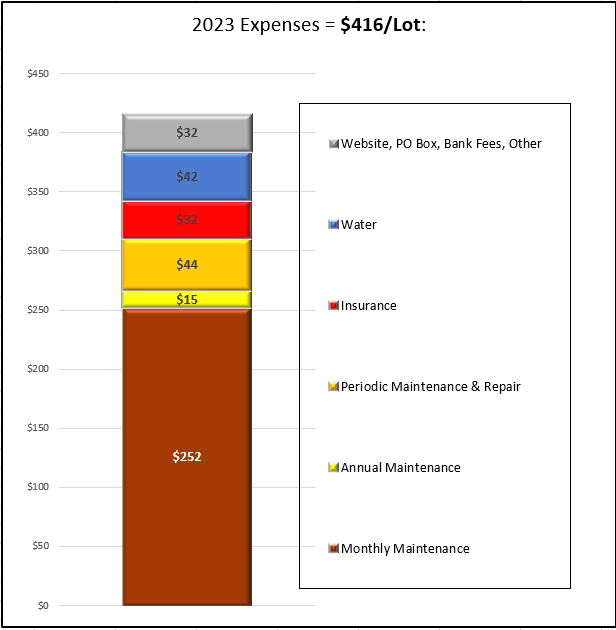 2023 Expenses = $416/Lot:
$450
$400
$350
$300
$250
$200
$150
$100
$50
$0
$32
$42
$32
$44
$15
$252
Website, PO Box, Bank Fees, Other
Water
Insurance
Periodic Maintenance & Repair
Annual Maintenance
Monthly Maintenance